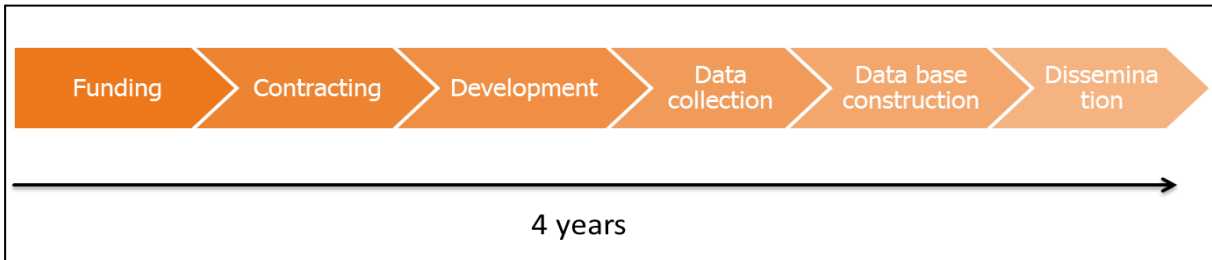 Funding
Contracting
Development
Data
collection
Data base
construction
Dissemina
tion
4 years